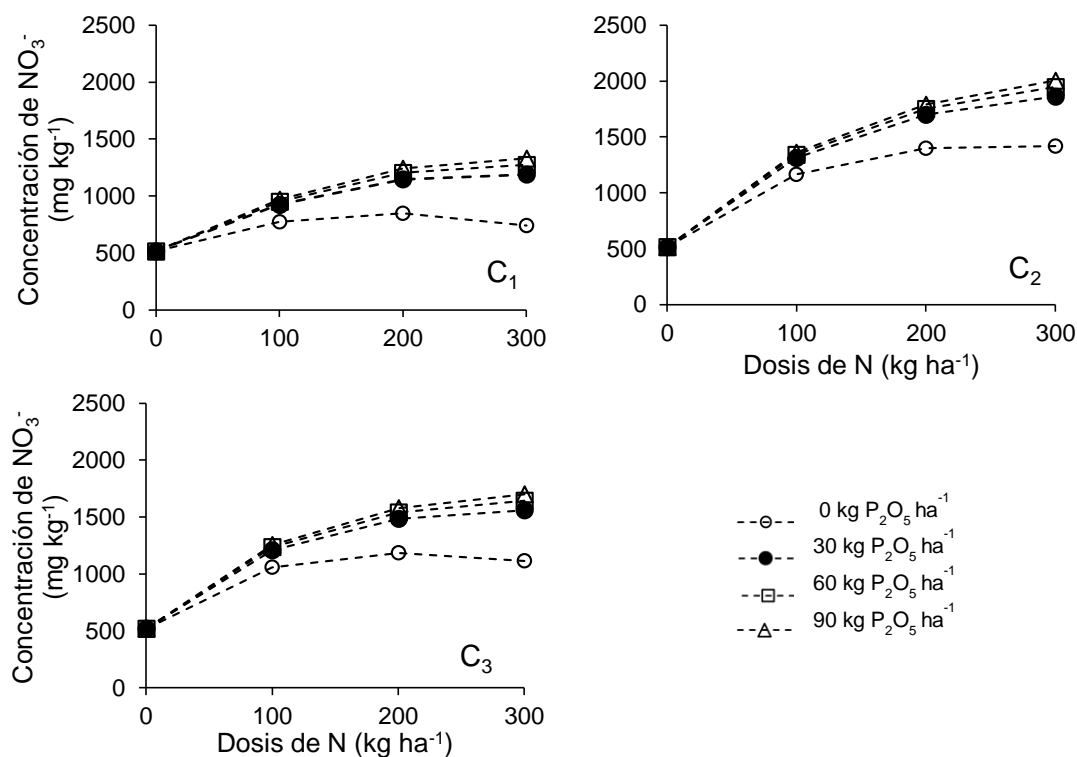 Concentración de NO₃⁻
(mg kg⁻¹)
2500
2000
1500
1000
500
0
0 100 200 300
C₁
2500
2000
1500
1000
500
0
0 100 200 300
C₂
Dosis de N (kg ha⁻¹)
Concentración de NO₃⁻
(mg kg⁻¹)
2500
2000
1500
1000
500
0
0 100 200 300
C₃
Dosis de N (kg ha⁻¹)
0 kg P₂O₅ ha⁻¹
30 kg P₂O₅ ha⁻¹
60 kg P₂O₅ ha⁻¹
90 kg P₂O₅ ha⁻¹